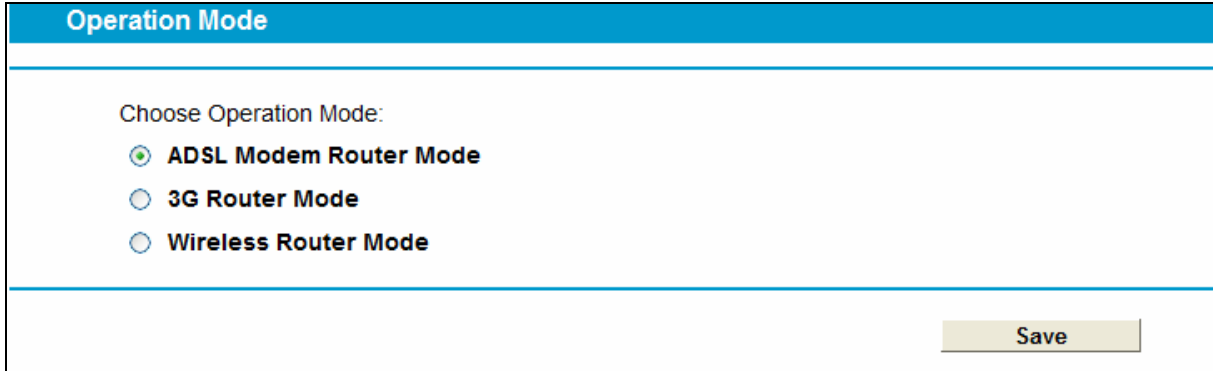 Operation Mode
Choose Operation Mode:
ADSL Modem Router Mode
3G Router Mode
Wireless Router Mode
Save